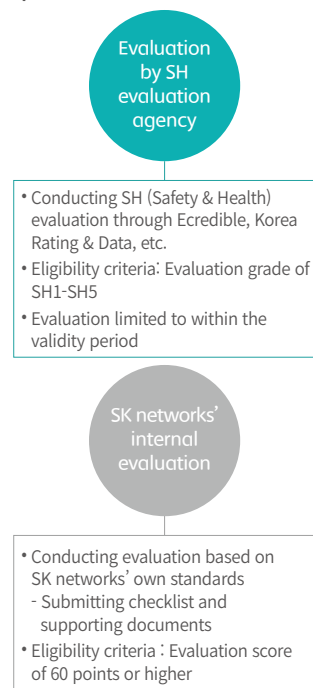 Evaluation
by SH
evaluation
agency
• Conducting SH (Safety & Health)
evaluation through Ecredible, Korea
Rating & Data, etc.
• Eligibility criteria: Evaluation grade of
SH1-SH5
• Evaluation limited to within the
validity period
SK networks’
internal
evaluation
• Conducting evaluation based on
SK networks’ own standards
- Submitting checklist and
supporting documents
• Eligibility criteria : Evaluation score
of 60 points or higher